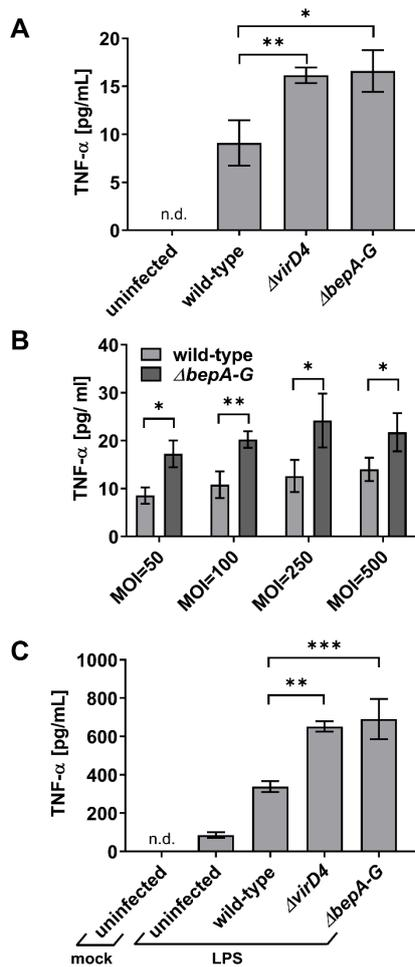 A
TNF-α [pg/mL]
20
15
10
5
0
*
**
n.d.
uninfected
wild-type
ΔvirD4
ΔbepA-G
B
TNF-α [pg/ ml]
40
30
20
10
0
wild-type
ΔbepA-G
*
**
*
*
MOI=50
MOI=100
MOI=250
MOI=500
C
TNF-α [pg/mL]
1000
800
600
400
200
0
***
**
n.d.
uninfected
uninfected
wild-type
ΔvirD4
ΔbepA-G
mock
LPS